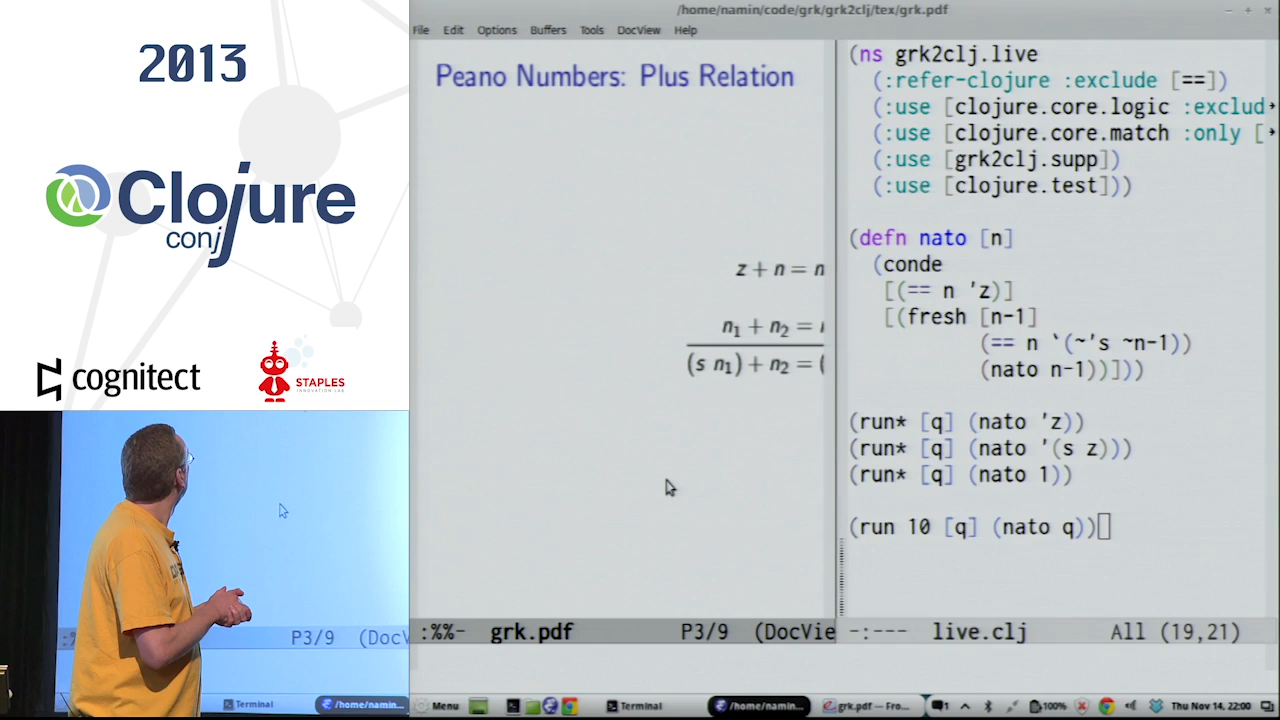 2013
Clojure
conj
cognitect
STAPLES
INNOVATION LAB
P3/9 (DocV
Terminal
/home/namin...
/home/namin/code/grk/grk2clj/tex/grk.pdf
File Edit Options Buffers Tools DocView Help
Peano Numbers: Plus Relation
z + n = n
n₁ + n₂ =
(s n₁) + n₂ = (
:%%- grk.pdf P3/9 (DocVie
(ns grk2clj.live
(:refer-clojure :exclude [==])
(:use [clojure.core.logic :exclud
(:use [clojure.core.match :only [
(:use [grk2clj.supp])
(:use [clojure.test]))
(defn nato [n]
(conde
[(== n 'z)]
[(fresh [n-1]
(== n `(~'s ~n-1))
(nato n-1))]))
(run* [q] (nato 'z))
(run* [q] (nato '(s z)))
(run* [q] (nato 1))
(run 10 [q] (nato q))
-:--- live.clj All (19,21)
Menu Terminal /home/namin... grk.pdf — Fro... 1 100% Thu Nov 14, 22:00